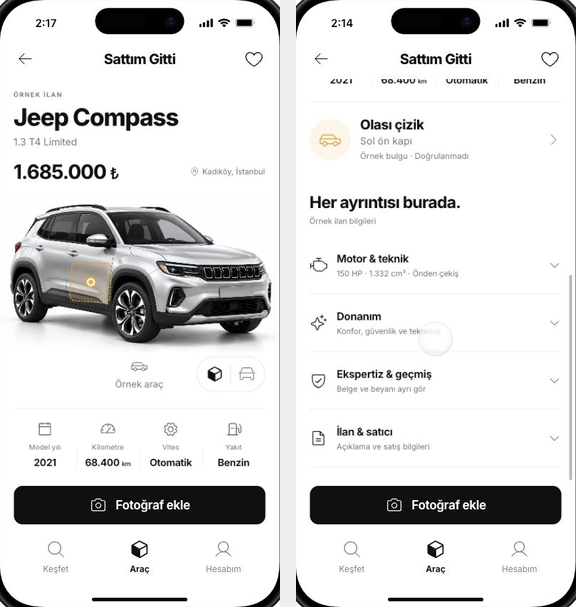 2:17
Sattım Gitti
ÖRNEK İLAN
Jeep Compass
1.3 T4 Limited
1.685.000 ₺
Kadıköy, İstanbul
Örnek araç
Model yılı
2021
Kilometre
68.400 km
Vites
Otomatik
Yakıt
Benzin
Fotoğraf ekle
Keşfet
Araç
Hesabım
2:14
Sattım Gitti
2021
68.400 km
Otomatik
Benzin
Olası çizik
Sol ön kapı
Örnek bulgu · Doğrulanmadı
Her ayrıntısı burada.
Örnek ilan bilgileri
Motor & teknik
150 HP · 1.332 cm³ · Önden çekiş
Donanım
Konfor, güvenlik ve teknoloji
Ekspertiz & geçmiş
Belge ve beyanı ayrı gör
İlan & satıcı
Açıklama ve satış bilgileri
Fotoğraf ekle
Keşfet
Araç
Hesabım